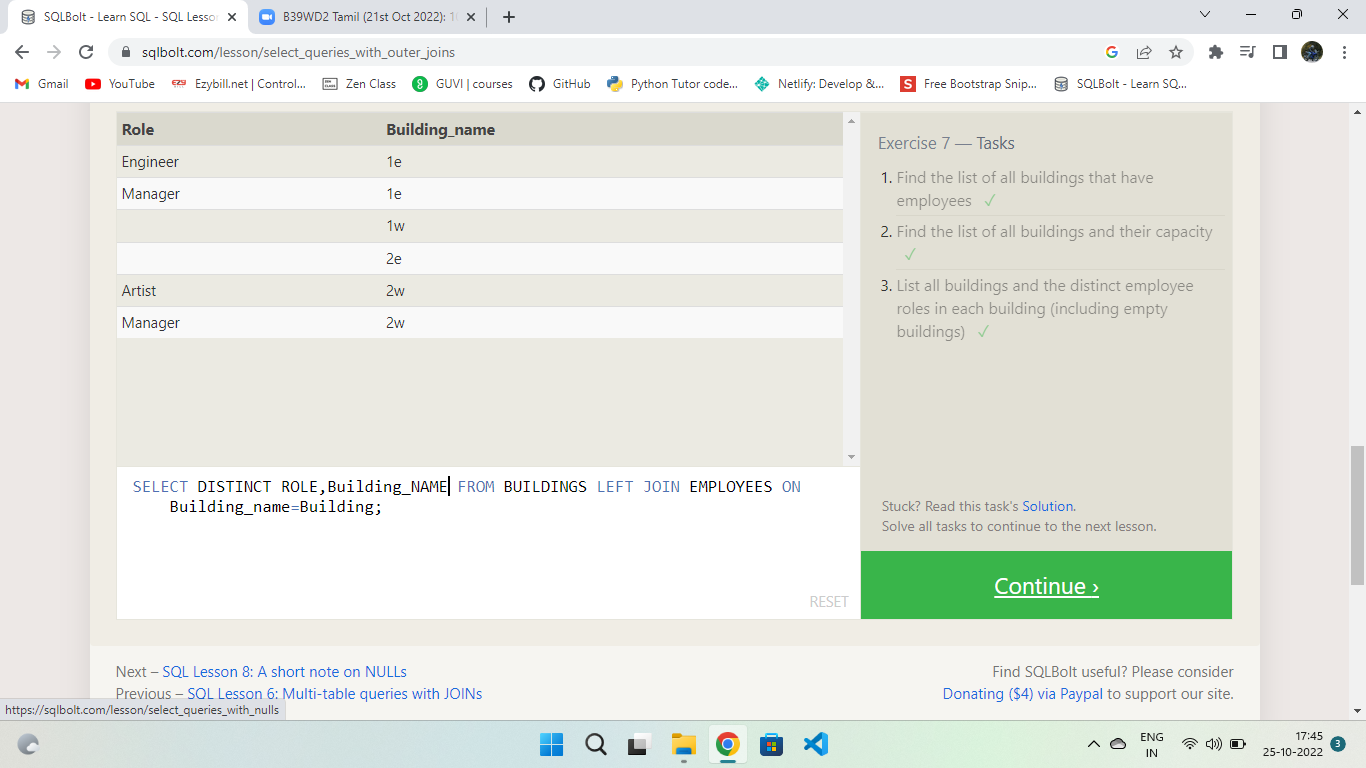 SQLBolt - Learn SQL - SQL Lesson
B39WD2 Tamil (21st Oct 2022):
sqlbolt.com/lesson/select_queries_with_outer_joins
Gmail
YouTube
Ezybill.net | Control...
Zen Class
GUVI | courses
GitHub
Python Tutor code...
Netlify: Develop &...
Free Bootstrap Snip...
SQLBolt - Learn SQ...
Role Building_name
Engineer 1e
Manager 1e
1w
2e
Artist 2w
Manager 2w
Exercise 7 — Tasks
1. Find the list of all buildings that have
employees ✓
2. Find the list of all buildings and their capacity
✓
3. List all buildings and the distinct employee
roles in each building (including empty
buildings) ✓
SELECT DISTINCT ROLE,Building_NAME FROM BUILDINGS LEFT JOIN EMPLOYEES ON
Building_name=Building;
RESET
Stuck? Read this task's Solution.
Solve all tasks to continue to the next lesson.
Continue ›
Next – SQL Lesson 8: A short note on NULLs
Previous – SQL Lesson 6: Multi-table queries with JOINs
Find SQLBolt useful? Please consider
Donating ($4) via Paypal to support our site.
https://sqlbolt.com/lesson/select_queries_with_nulls
ENG
IN
17:45
25-10-2022
3